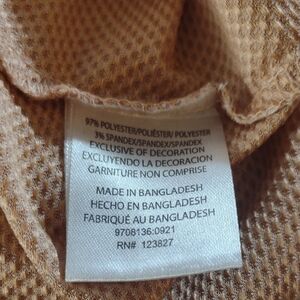 97% POLYESTER/POLIÉSTER/ POLYESTER
3% SPANDEX/SPANDEX/SPANDEX
EXCLUSIVE OF DECORATION
EXCLUYENDO LA DECORACION
GARNITURE NON COMPRISE
MADE IN BANGLADESH
HECHO EN BANGLADESH
FABRIQUÉ AU BANGLADESH
9708136:0921
RN# 123827